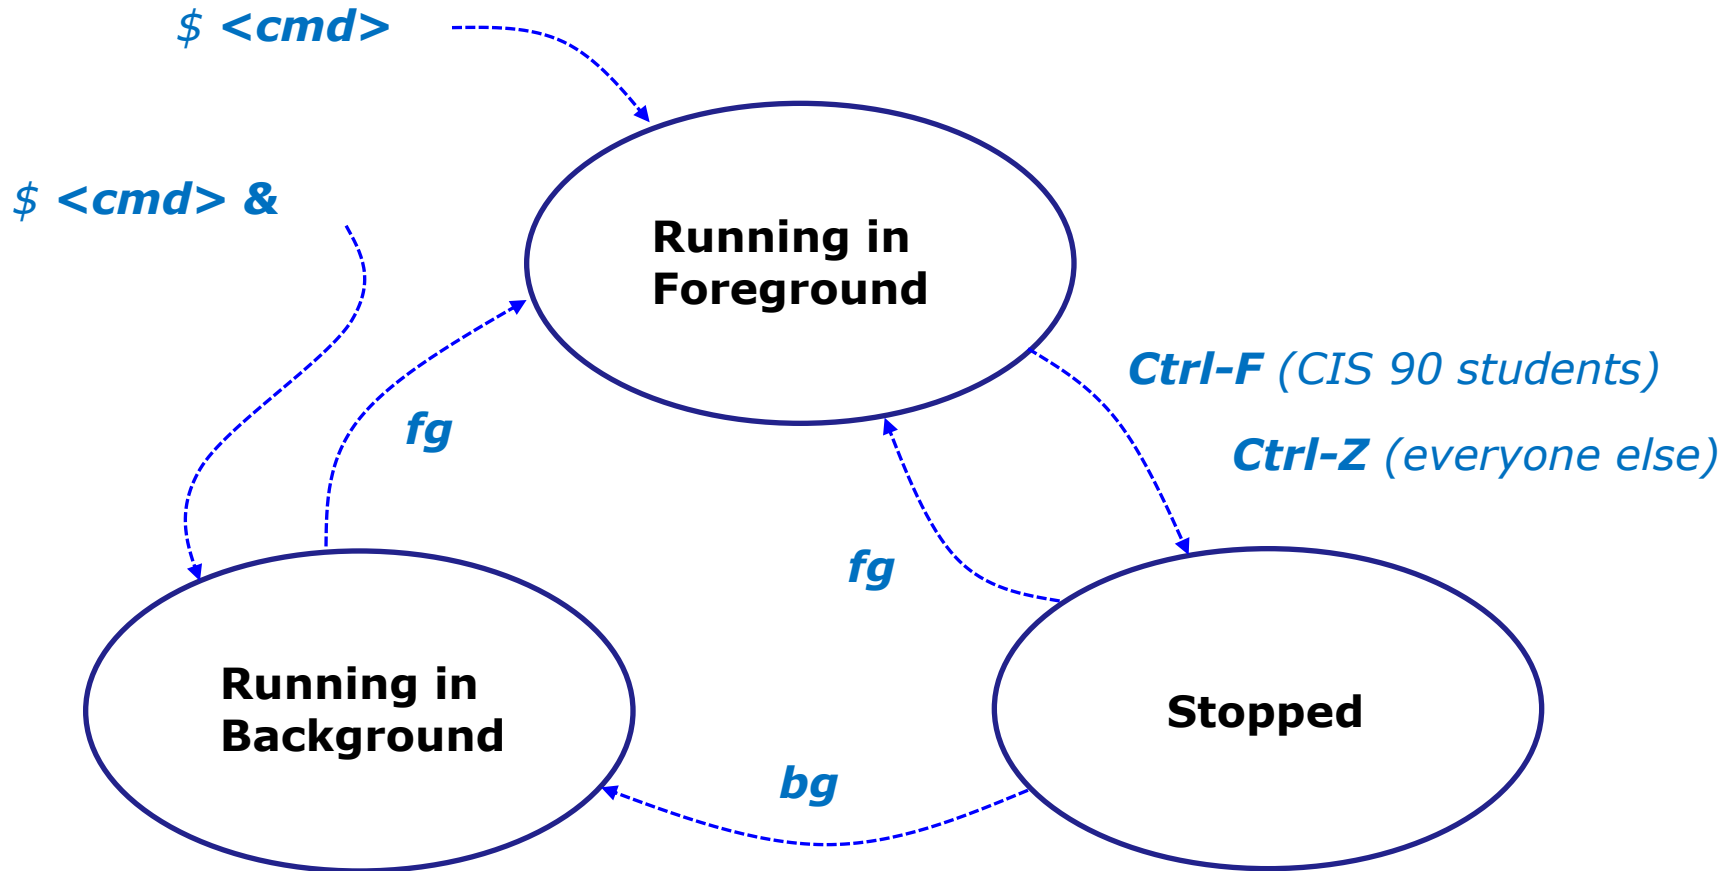 $ <cmd>
$ <cmd> &
Running in
Foreground
Ctrl-F (CIS 90 students)
fg
Ctrl-Z (everyone else)
fg
Running in
Background
Stopped
bg